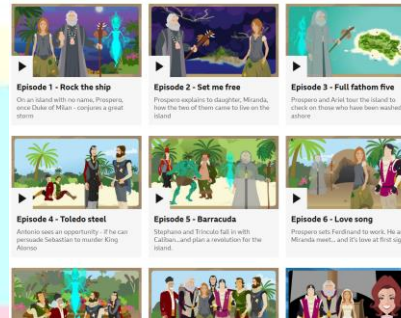 Episode 1 - Rock the ship
On an island with no name, Prospero,
once Duke of Milan - conjures a great
storm
Episode 2 - Set me free
Prospero explains to daughter, Miranda,
how the two of them came to live on the
island
Episode 3 - Full fathom five
Prospero and Ariel tour the island to
check on those who have been washed
ashore
Episode 4 - Toledo steel
Antonio sees an opportunity - if he can
persuade Sebastian to murder King
Alonso
Episode 5 - Barracuda
Stephano and Trinculo fall in with
Caliban...and plan a revolution for the
island.
Episode 6 - Love song
Prospero sets Ferdinand to work. He a
Miranda meet... and it's love at first sig